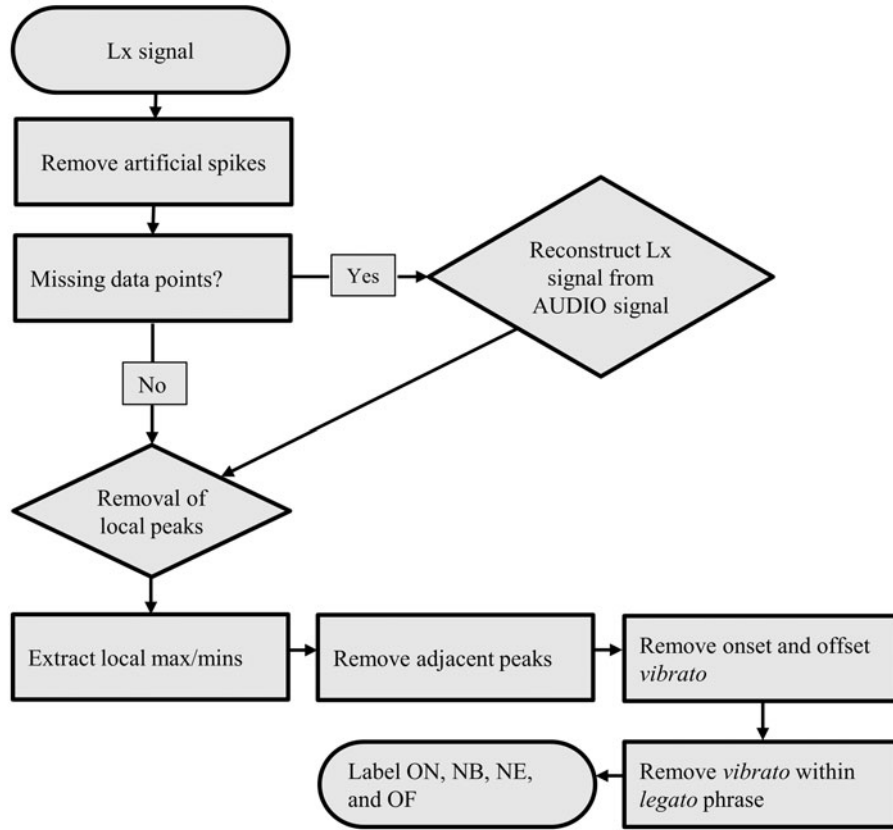 Lx signal
Remove artificial spikes
Missing data points?
Yes
Reconstruct Lx
signal from
AUDIO signal
No
Removal of
local peaks
Extract local max/mins
Remove adjacent peaks
Remove onset and offset
vibrato
Remove vibrato within
legato phrase
Label ON, NB, NE,
and OF